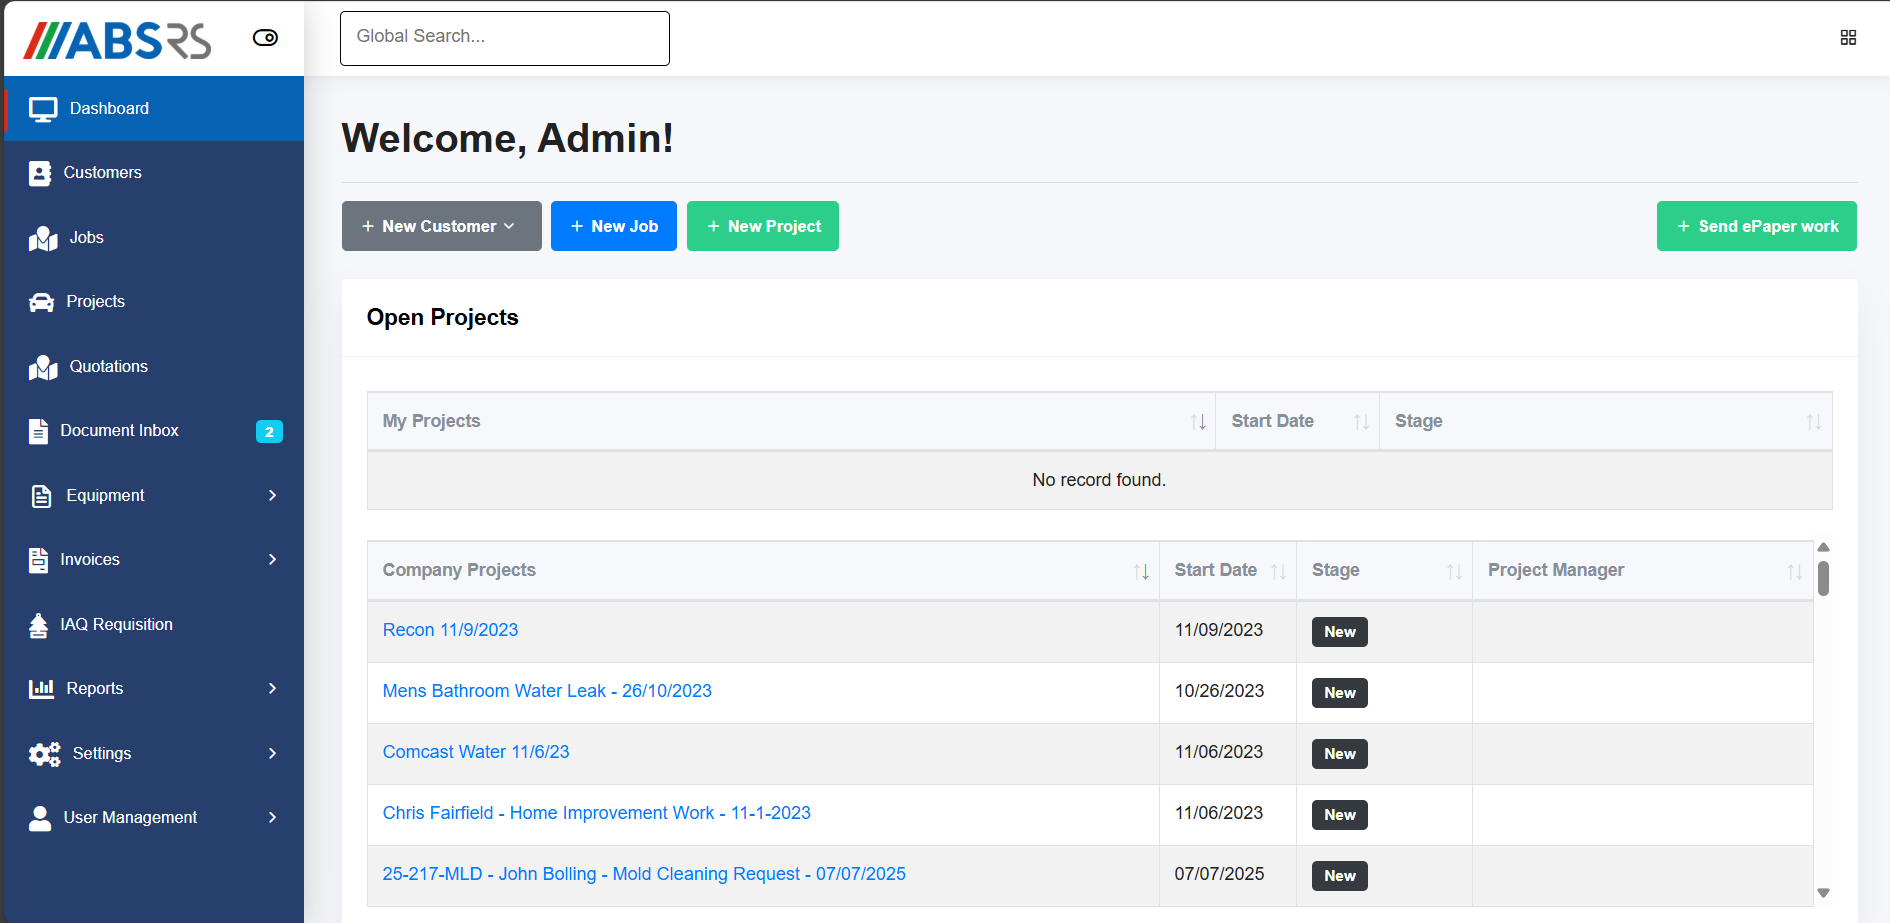 ABSRS
Global Search...
Dashboard
Customers
Jobs
Projects
Quotations
Document Inbox 2
Equipment
Invoices
IAQ Requisition
Reports
Settings
User Management
Welcome, Admin!
+ New Customer
+ New Job
+ New Project
+ Send ePaper work
Open Projects
My Projects Start Date Stage
No record found.
Company Projects Start Date Stage Project Manager
Recon 11/9/2023 11/09/2023 New
Mens Bathroom Water Leak - 26/10/2023 10/26/2023 New
Comcast Water 11/6/23 11/06/2023 New
Chris Fairfield - Home Improvement Work - 11-1-2023 11/06/2023 New
25-217-MLD - John Bolling - Mold Cleaning Request - 07/07/2025 07/07/2025 New